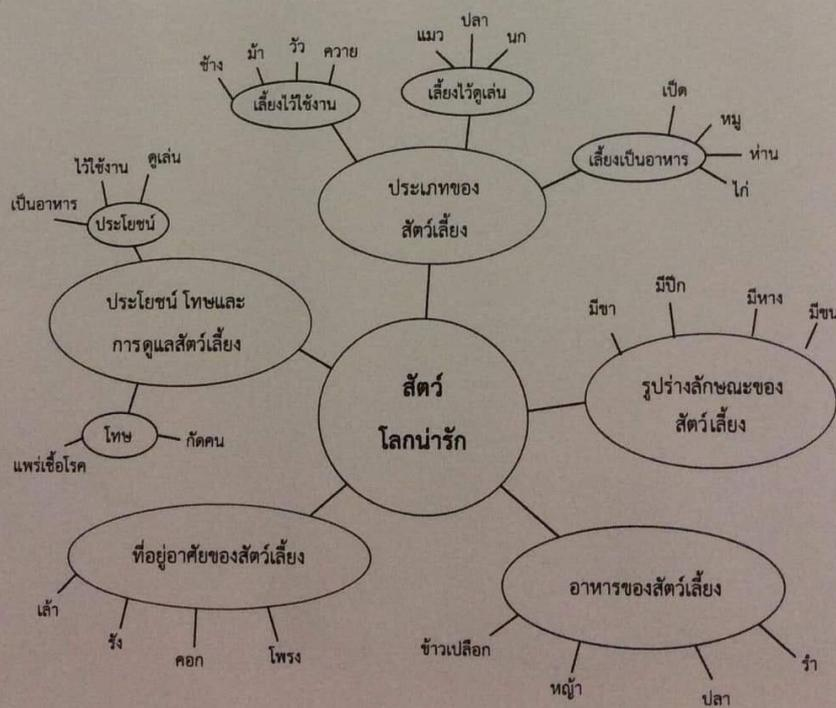 ช้าง
ม้า
วัว
ควาย
เลี้ยงไว้ใช้งาน
แมว
ปลา
นก
เลี้ยงไว้ดูเล่น
เป็ด
หมู
ห่าน
ไก่
เลี้ยงเป็นอาหาร
ประเภทของ
สัตว์เลี้ยง
เป็นอาหาร
ไว้ใช้งาน
ดูเล่น
ประโยชน์
ประโยชน์ โทษและ
การดูแลสัตว์เลี้ยง
โทษ
แพร่เชื้อโรค
กัดคน
สัตว์
โลกน่ารัก
มีขา
มีปีก
มีหาง
มีขน
รูปร่างลักษณะของ
สัตว์เลี้ยง
ที่อยู่อาศัยของสัตว์เลี้ยง
เล้า
รัง
คอก
โพรง
อาหารของสัตว์เลี้ยง
ข้าวเปลือก
หญ้า
ปลา
รำ